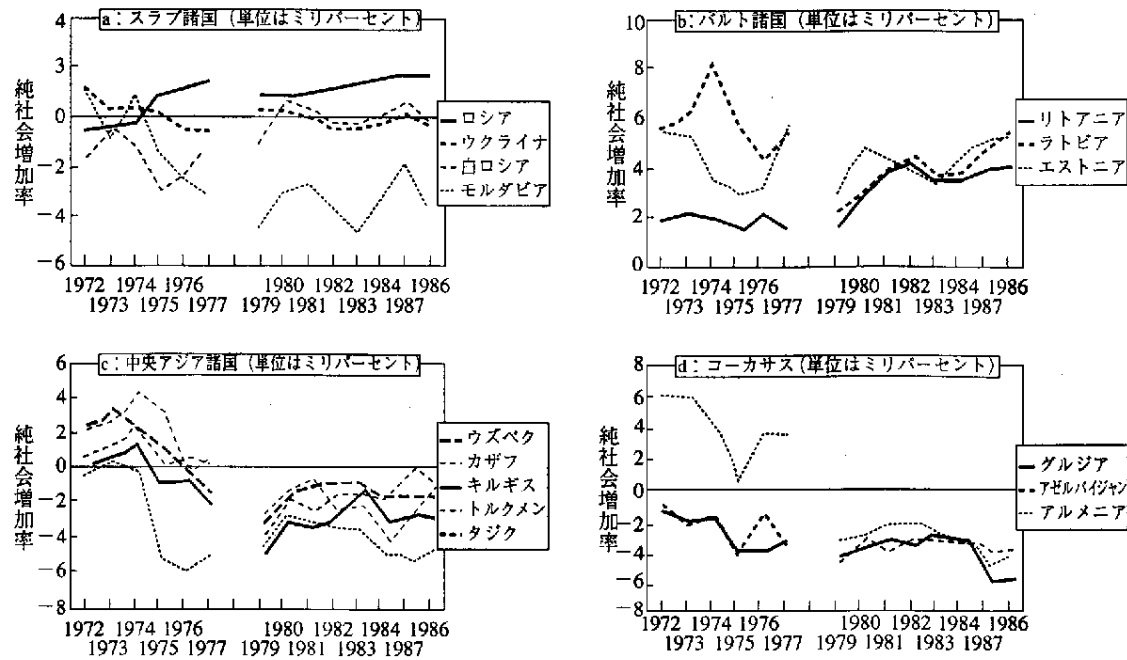 a：スラブ諸国（単位はミリパーセント）
4
3
2
0
−2
−4
−6
純社会増加率
ロシア
ウクライナ
白ロシア
モルダビア
1972 1974 1976 1980 1982 1984 1986
1973 1975 1977 1979 1981 1983 1987
b：バルト諸国（単位はミリパーセント）
10
8
6
4
2
0
純社会増加率
リトアニア
ラトビア
エストニア
1972 1974 1976 1980 1982 1984 1986
1973 1975 1977 1979 1981 1983 1987
c：中央アジア諸国（単位はミリパーセント）
6
4
2
0
−2
−4
−6
−8
純社会増加率
ウズベク
カザフ
キルギス
トルクメン
タジク
1972 1974 1976 1980 1982 1984 1986
1973 1975 1977 1979 1981 1983 1987
d：コーカサス（単位はミリパーセント）
8
6
4
2
0
−2
−4
−6
−8
純社会増加率
グルジア
アゼルバイジャン
アルメニア
1972 1974 1976 1980 1982 1984 1986
1973 1975 1977 1979 1981 1983 1987